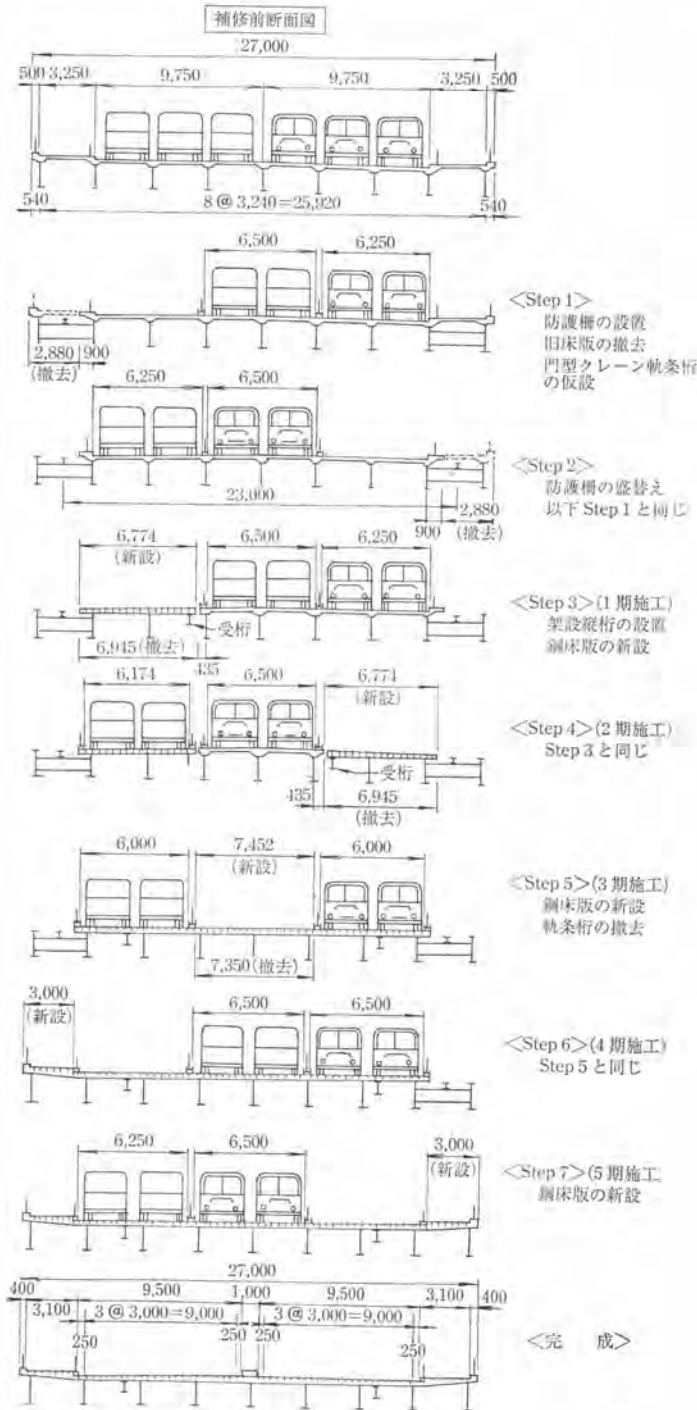 補修前断面図
27,000
500 3,250 9,750 9,750 3,250 500
540 8@3,240=25,920 540
6,500 6,250
<Step 1>
防護柵の設置
旧床版の撤去
門型クレーン軌条桁
の仮設
2,880 900
(撤去)
6,250 6,500
<Step 2>
防護柵の盛替え
以下 Step 1 と同じ
23,000
900 2,880
(撤去)
6,774 6,500 6,250
(新設)
<Step 3>(1期施工)
架設縦桁の設置
鋼床版の新設
受桁
6,945(撤去) 435
6,174 6,500 6,774
(新設)
<Step 4>(2期施工)
Step 3 と同じ
受桁
435 6,945
(撤去)
6,000 7,452 6,000
(新設)
<Step 5>(3期施工)
鋼床版の新設
軌条桁の撤去
7,350(撤去)
3,000 6,500 6,500
(新設)
<Step 6>(4期施工)
Step 5 と同じ
6,250 6,500 3,000
(新設)
<Step 7>(5期施工
鋼床版の新設
27,000
400 9,500 1,000 9,500 400
3,100 3@3,000=9,000 3@3,000=9,000 3,100
250 250 250 250
<完 成>